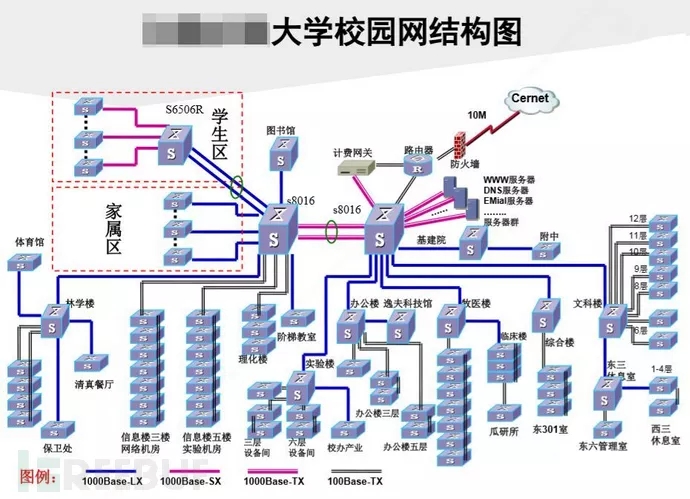 大学校园网结构图
Cernet
10M
S6506R
学生区
图书馆
计费网关
路由器
防火墙
WWW服务器
DNS服务器
EMial服务器
........
服务器群
s8016
s8016
家属区
基建院
附中
12层
11层
10层
9层
8层
6层
体育馆
林学楼
办公楼
逸夫科技馆
牧医楼
文科楼
阶梯教室
理化楼
临床楼
综合楼
实验楼
清真餐厅
办公楼三层
东三
休息室
1-4层
瓜研所
东301室
保卫处
信息楼三楼
网络机房
信息楼五楼
实验机房
三层
设备间
六层
设备间
校办产业
办公楼五层
东六管理室
西三
休息室
图例：
1000Base-LX
1000Base-SX
1000Base-TX
100Base-TX
REEBUF